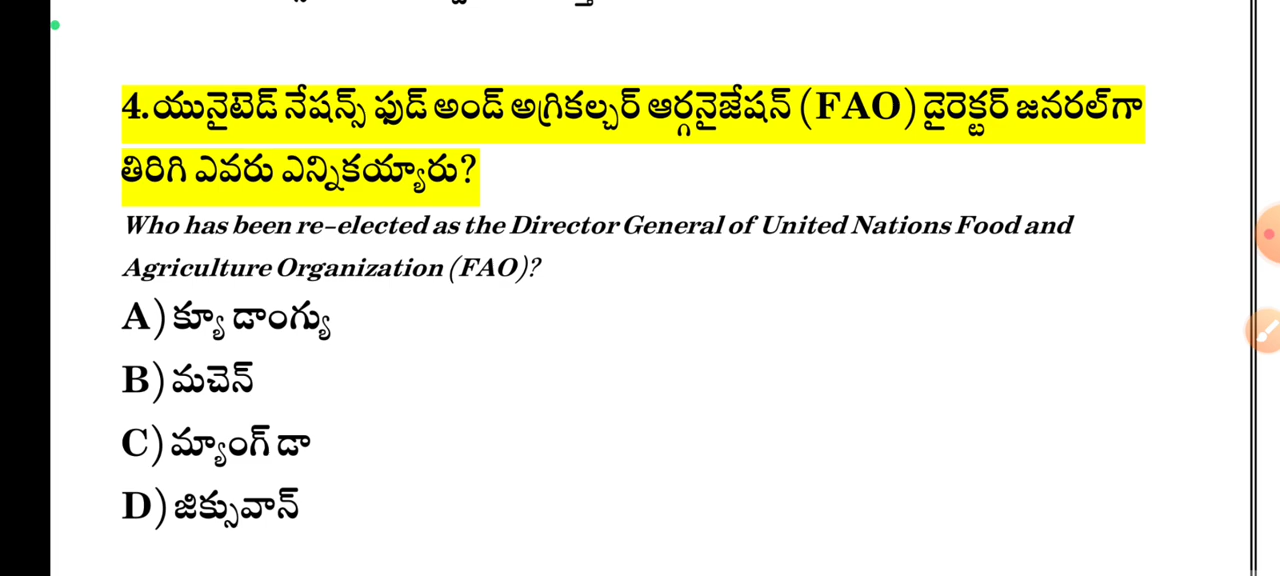 4.యునైటెడ్ నేషన్స్ ఫుడ్ అండ్ అగ్రికల్చర్ ఆర్గనైజేషన్ (FAO) డైరెక్టర్ జనరల్‌గా
తిరిగి ఎవరు ఎన్నికయ్యారు?
Who has been re-elected as the Director General of United Nations Food and
Agriculture Organization (FAO)?
A) క్యూ డాంగ్యు
B) మచెన్
C) మ్యాంగ్ డా
D) జిక్సువాన్